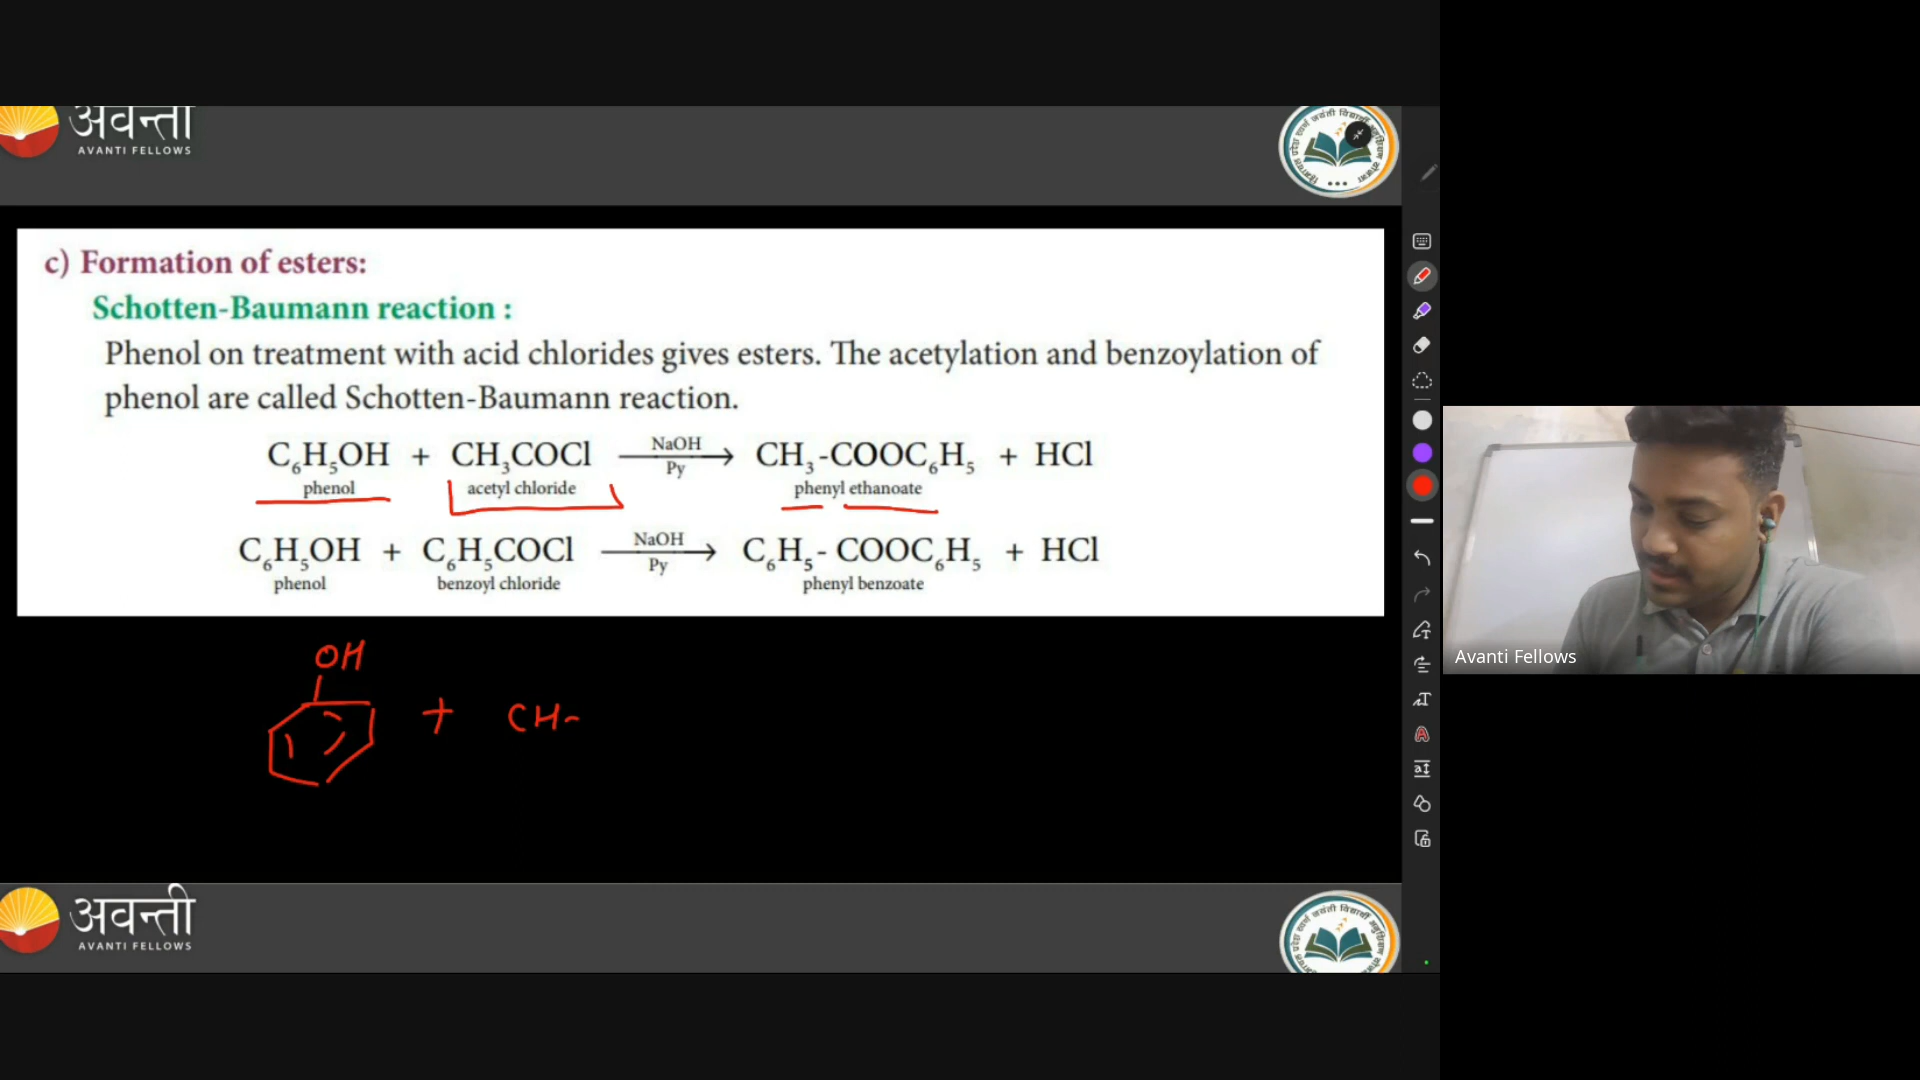 अवन्ती
AVANTI FELLOWS
c) Formation of esters:
Schotten-Baumann reaction :
Phenol on treatment with acid chlorides gives esters. The acetylation and benzoylation of
phenol are called Schotten-Baumann reaction.
C₆H₅OH + CH₃COCl NaOH Py → CH₃-COOC₆H₅ + HCl
phenol acetyl chloride phenyl ethanoate
C₆H₅OH + C₆H₅COCl NaOH Py → C₆H₅- COOC₆H₅ + HCl
phenol benzoyl chloride phenyl benzoate
OH
+ CH-
Avanti Fellows
अवन्ती
AVANTI FELLOWS